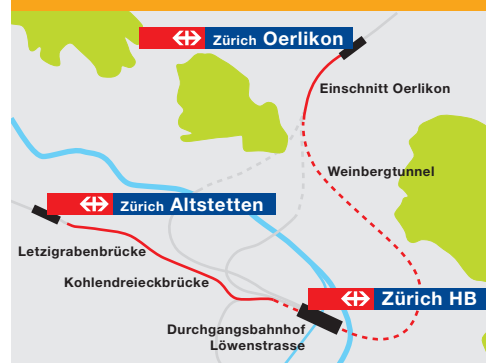 Zürich Oerlikon
Einschnitt Oerlikon
Weinbergtunnel
Zürich Altstetten
Letzigrabenbrücke
Kohlendreieckbrücke
Zürich HB
Durchgangsbahnhof
Löwenstrasse